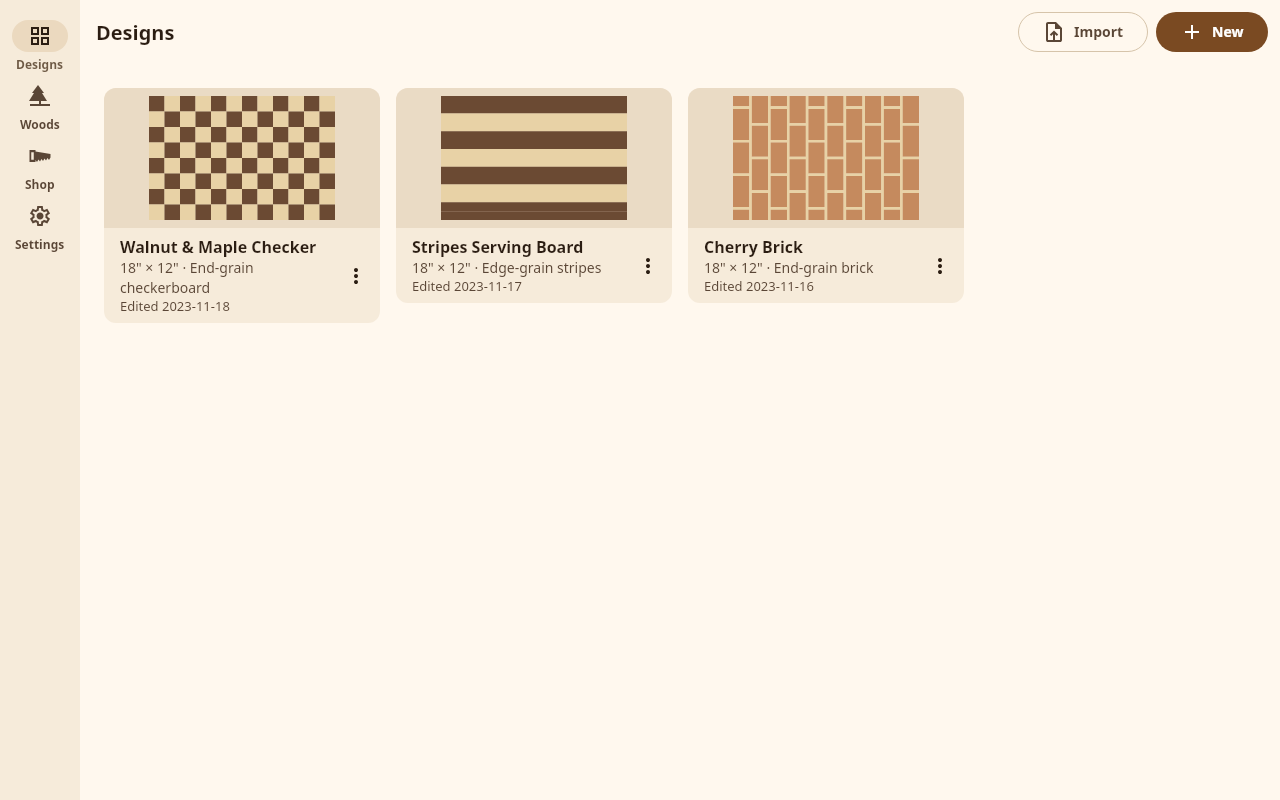 Designs
Woods
Shop
Settings
Designs
Import
New
Walnut & Maple Checker
18" × 12" · End-grain
checkerboard
Edited 2023-11-18
Stripes Serving Board
18" × 12" · Edge-grain stripes
Edited 2023-11-17
Cherry Brick
18" × 12" · End-grain brick
Edited 2023-11-16